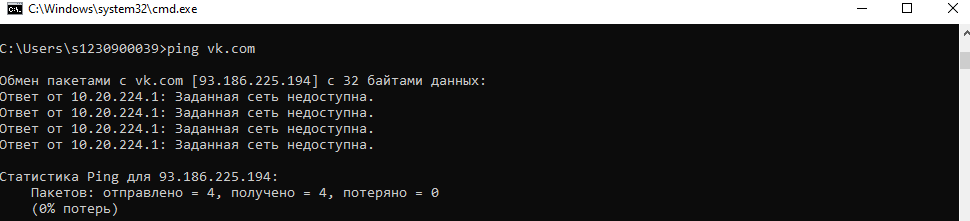 C:\Windows\system32\cmd.exe
C:\Users\s1230900039>ping vk.com
Обмен пакетами с vk.com [93.186.225.194] с 32 байтами данных:
Ответ от 10.20.224.1: Заданная сеть недоступна.
Ответ от 10.20.224.1: Заданная сеть недоступна.
Ответ от 10.20.224.1: Заданная сеть недоступна.
Ответ от 10.20.224.1: Заданная сеть недоступна.
Статистика Ping для 93.186.225.194:
Пакетов: отправлено = 4, получено = 4, потеряно = 0
(0% потерь)